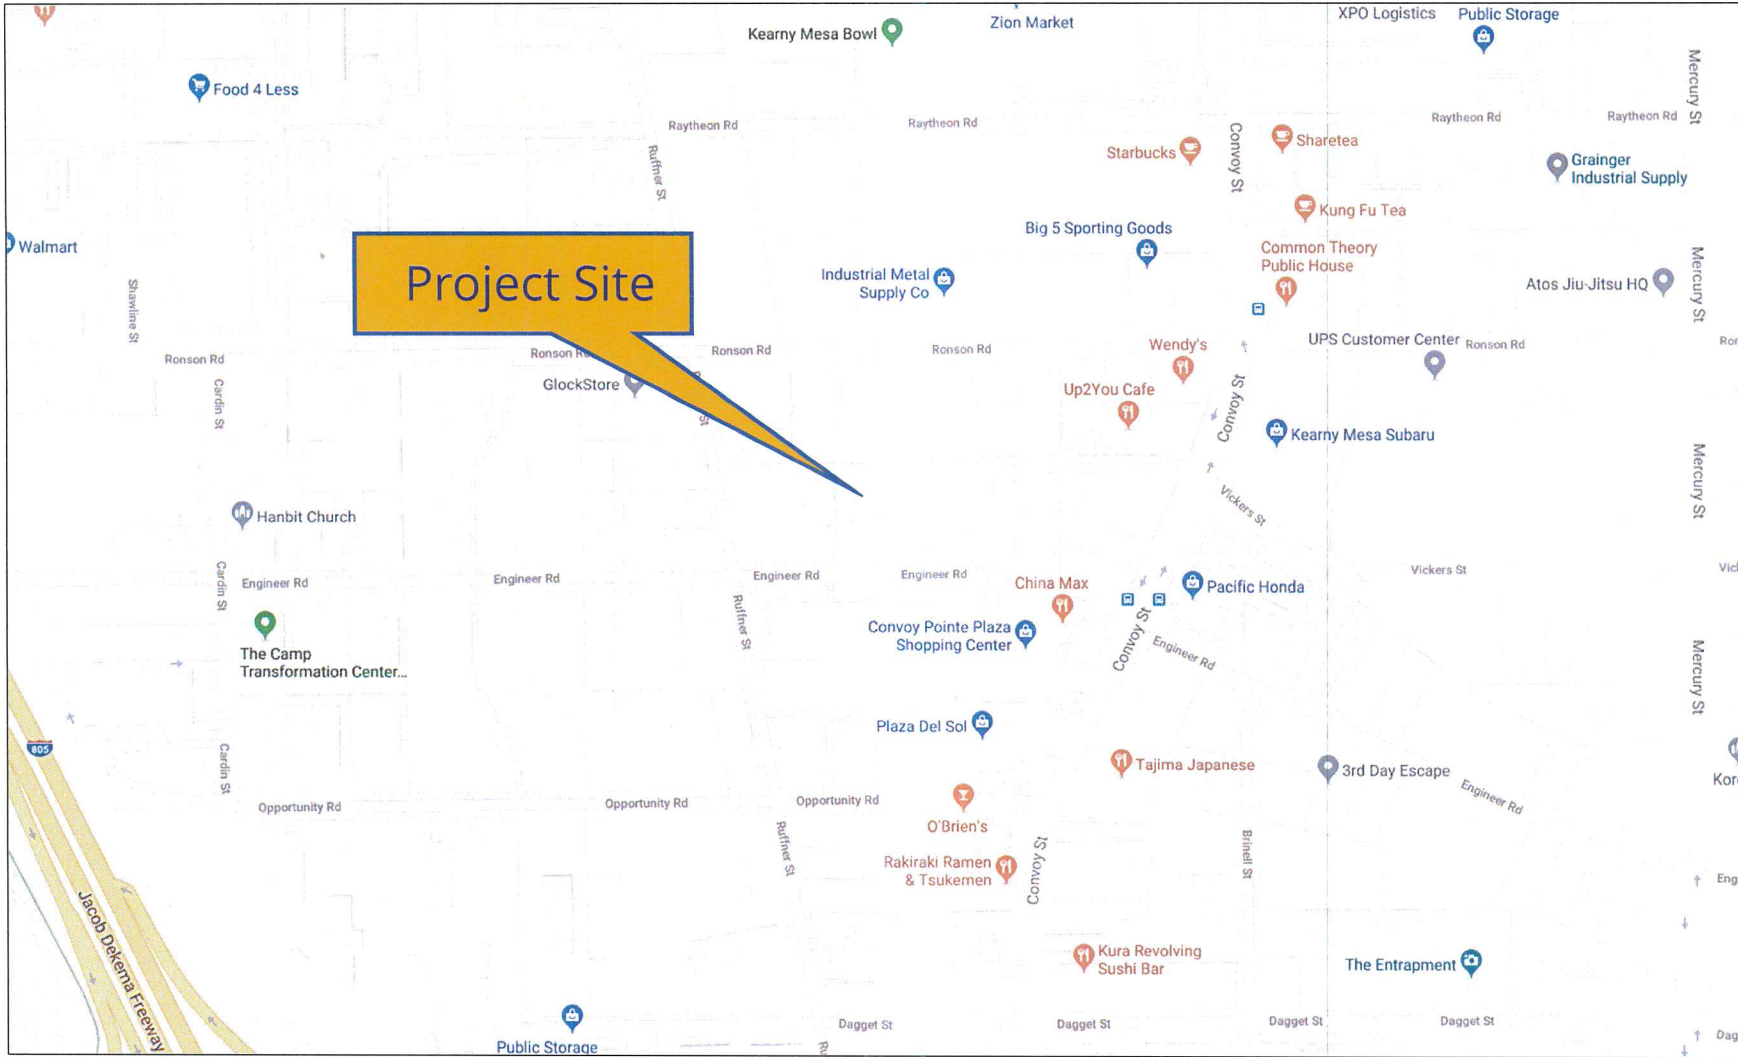 Zion Market
XPO Logistics
Public Storage
Kearny Mesa Bowl
Food 4 Less
Mercury St
Raytheon Rd
Raytheon Rd
Raytheon Rd
Raytheon Rd
Convoy St
Sharetea
Starbucks
Ruffner St
Grainger
Industrial Supply
Kung Fu Tea
Big 5 Sporting Goods
Walmart
Common Theory
Public House
Project Site
Industrial Metal
Supply Co
Atos Jiu-Jitsu HQ
Mercury St
Shawline St
UPS Customer Center
Ronson Rd
Wendy's
Ronson Rd
Ronson Rd
Ronson Rd
Ronson
GlockStore
Up2You Cafe
Cardin St
Convoy St
Kearny Mesa Subaru
Mercury St
Vickers St
Hanbit Church
Cardin St
Engineer Rd
Engineer Rd
Engineer Rd
Engineer Rd
China Max
Vickers St
Pacific Honda
Ruffner St
Convoy Pointe Plaza
Shopping Center
Convoy St
Engineer Rd
The Camp
Transformation Center...
Mercury St
Plaza Del Sol
805
Cardin St
Tajima Japanese
3rd Day Escape
Engineer Rd
Opportunity Rd
Opportunity Rd
Opportunity Rd
O'Brien's
Ruffner St
Rakiraki Ramen
& Tsukemen
Convoy St
Brinell St
Jacob Dekema Freeway
Kura Revolving
Sushi Bar
The Entrapment
Dagget St
Dagget St
Dagget St
Dagget St
Public Storage